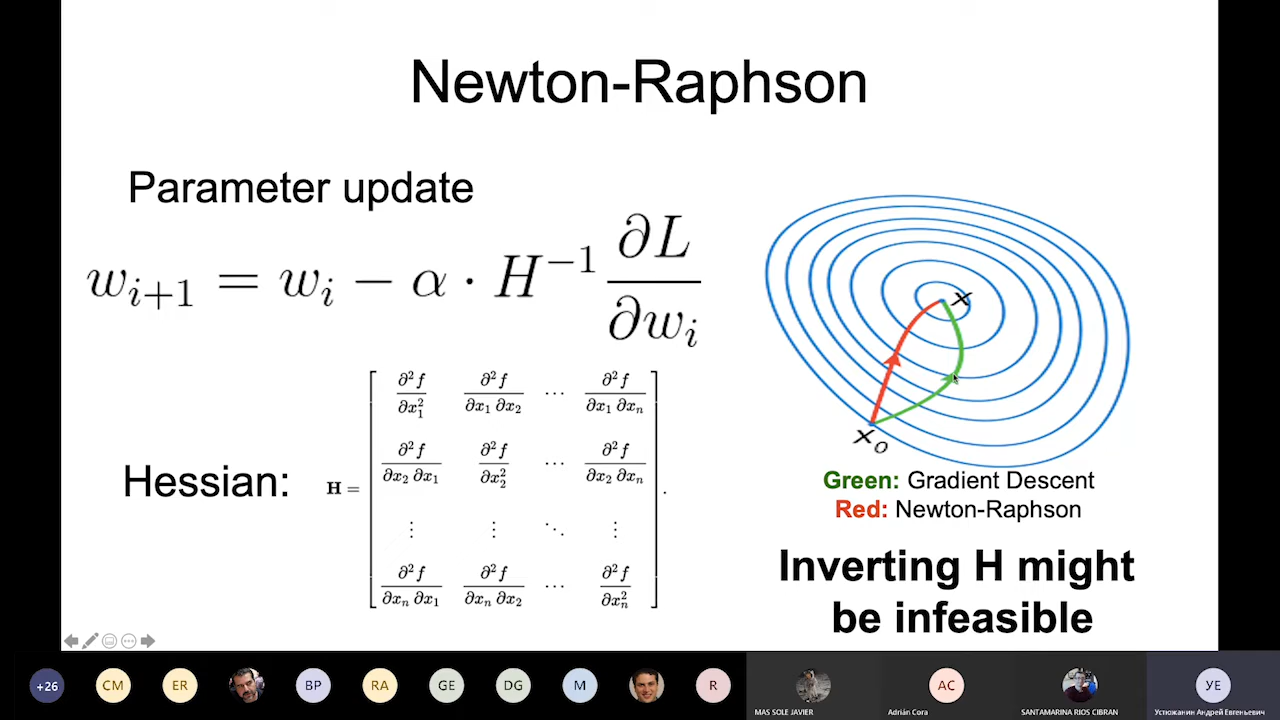 Newton-Raphson
Parameter update
w_{i+1} = w_i − α · H^{−1} ∂L/∂w_i
Hessian:
H = [ ∂²f/∂x₁² ∂²f/∂x₁ ∂x₂ ⋯ ∂²f/∂x₁ ∂xₙ
∂²f/∂x₂ ∂x₁ ∂²f/∂x₂² ⋯ ∂²f/∂x₂ ∂xₙ
⋮ ⋮ ⋱ ⋮
∂²f/∂xₙ ∂x₁ ∂²f/∂xₙ ∂x₂ ⋯ ∂²f/∂xₙ² ] .
x
x₀
Green: Gradient Descent
Red: Newton-Raphson
Inverting H might
be infeasible
+26 CM ER BP RA GE DG M R AC УЕ
MAS SOLE JAVIER Adrián Cora SANTAMARINA RIOS CIBRAN Устюжанин Андрей Евгеньевич